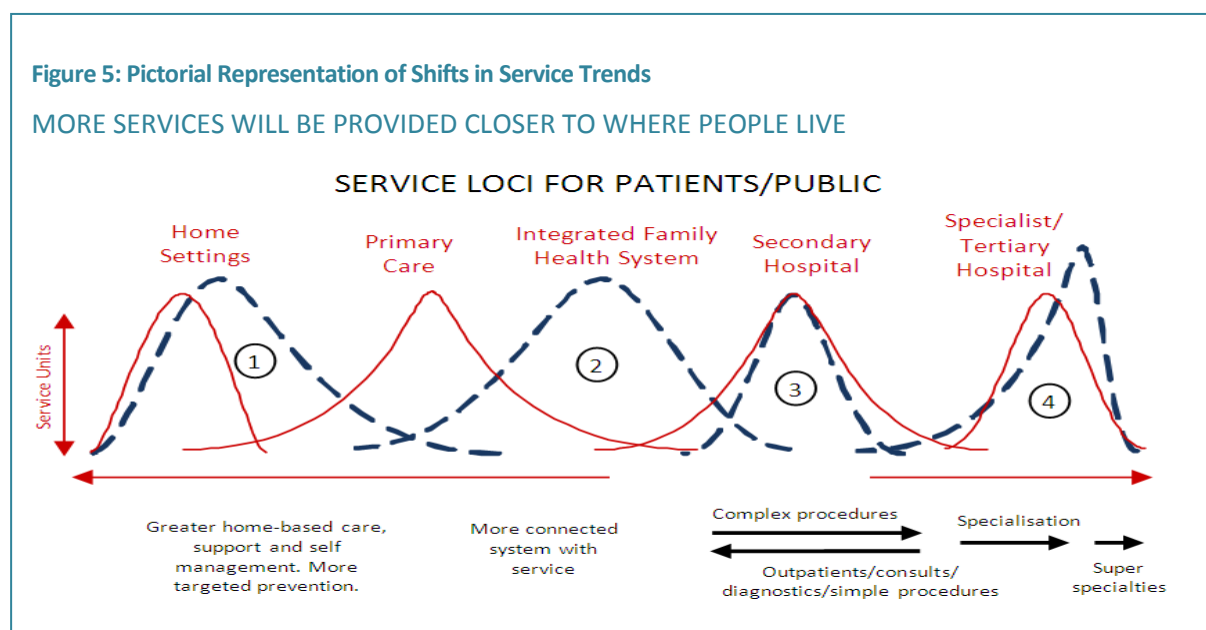 Figure 5: Pictorial Representation of Shifts in Service Trends
MORE SERVICES WILL BE PROVIDED CLOSER TO WHERE PEOPLE LIVE
SERVICE LOCI FOR PATIENTS/PUBLIC
Home
Settings
Primary
Care
Integrated Family
Health System
Secondary
Hospital
Specialist/
Tertiary
Hospital
Service Units
1
2
3
4
Greater home-based care,
support and self
management. More
targeted prevention.
More connected
system with
service
Complex procedures
Outpatients/consults/
diagnostics/simple procedures
Specialisation
Super
specialties